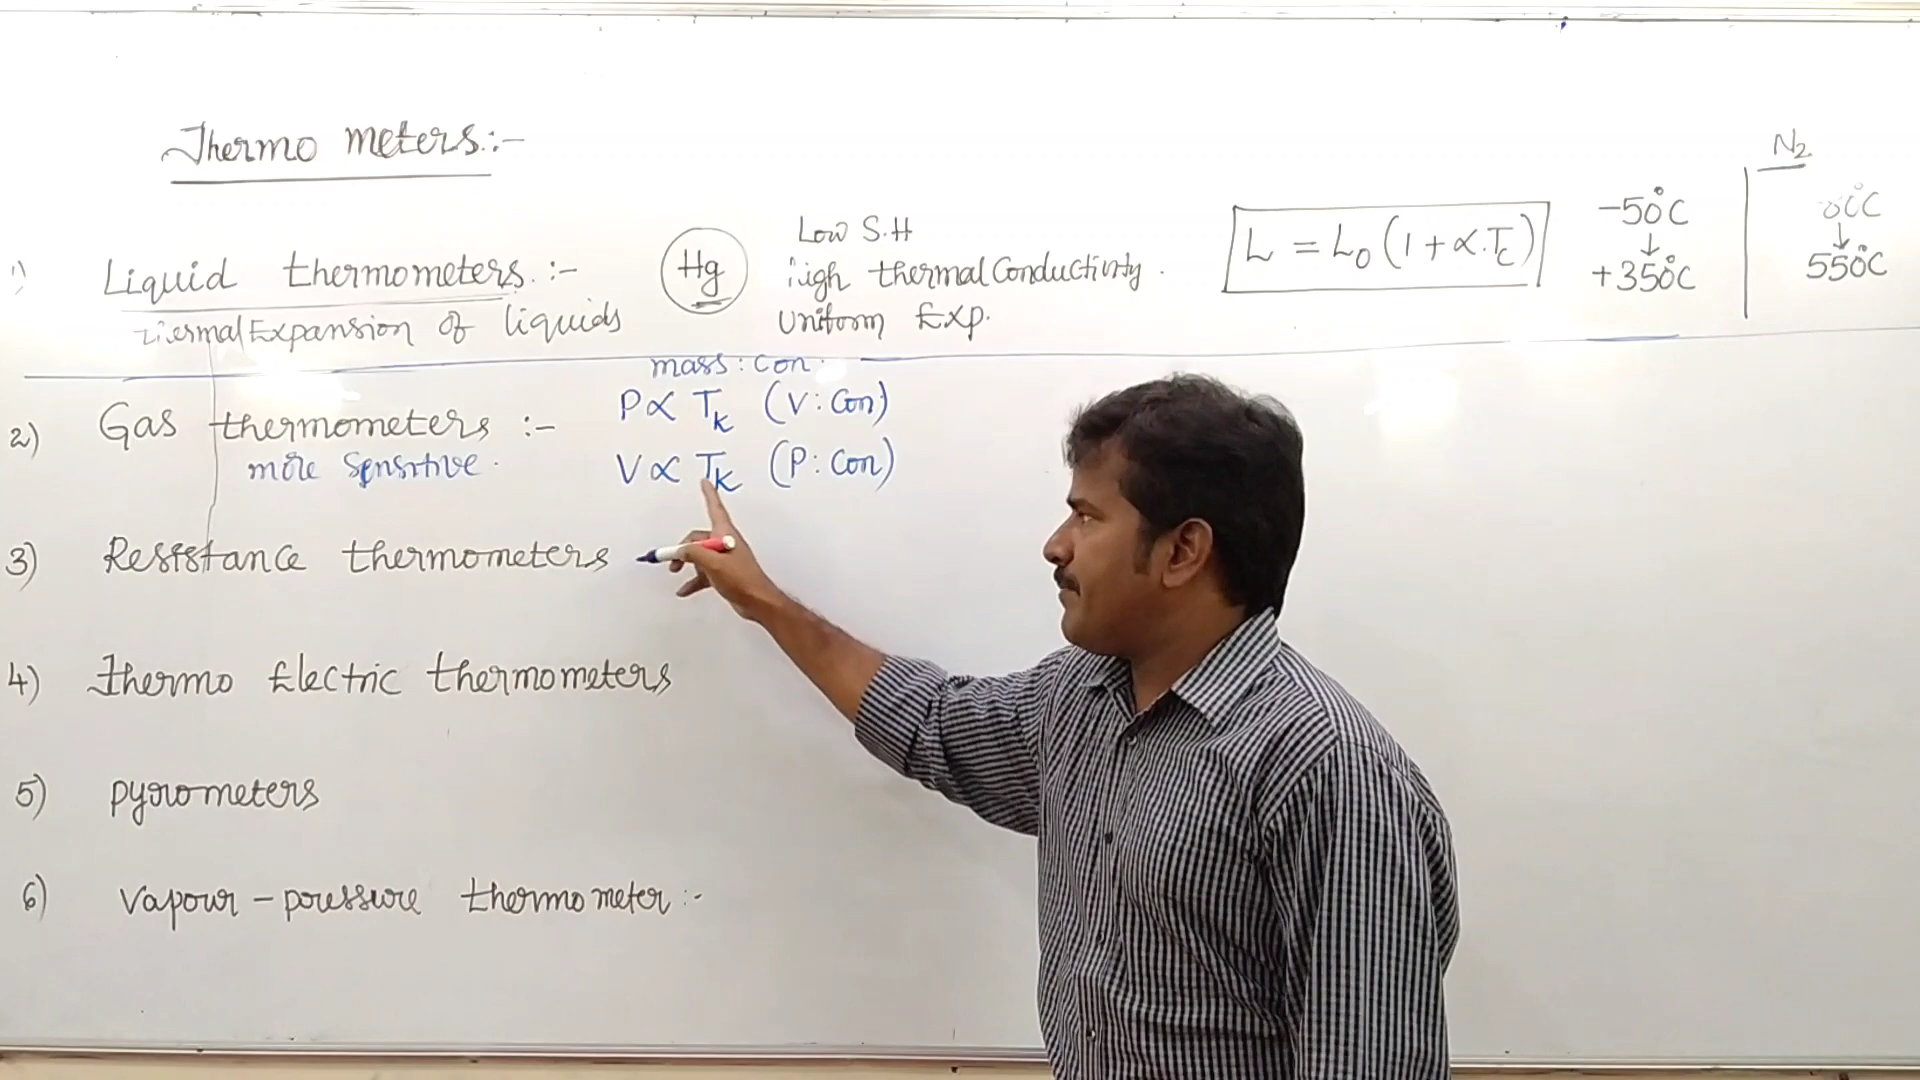 Thermo meters:-
N2
1) Liquid thermometers :-
Thermal Expansion of liquids
Hg
Low S.H
high thermal Conductivity.
Uniform Exp.
L = L0 (1 + α.Tc)
-50°C
↓
+350°C
↓
550°C
mass : con.
2) Gas thermometers :-
more sensitive.
P ∝ Tk (V: Con)
V ∝ Tk (P: Con)
3) Resistance thermometers
4) Thermo Electric thermometers
5) pyrometers
6) Vapour - pressure thermometer :-